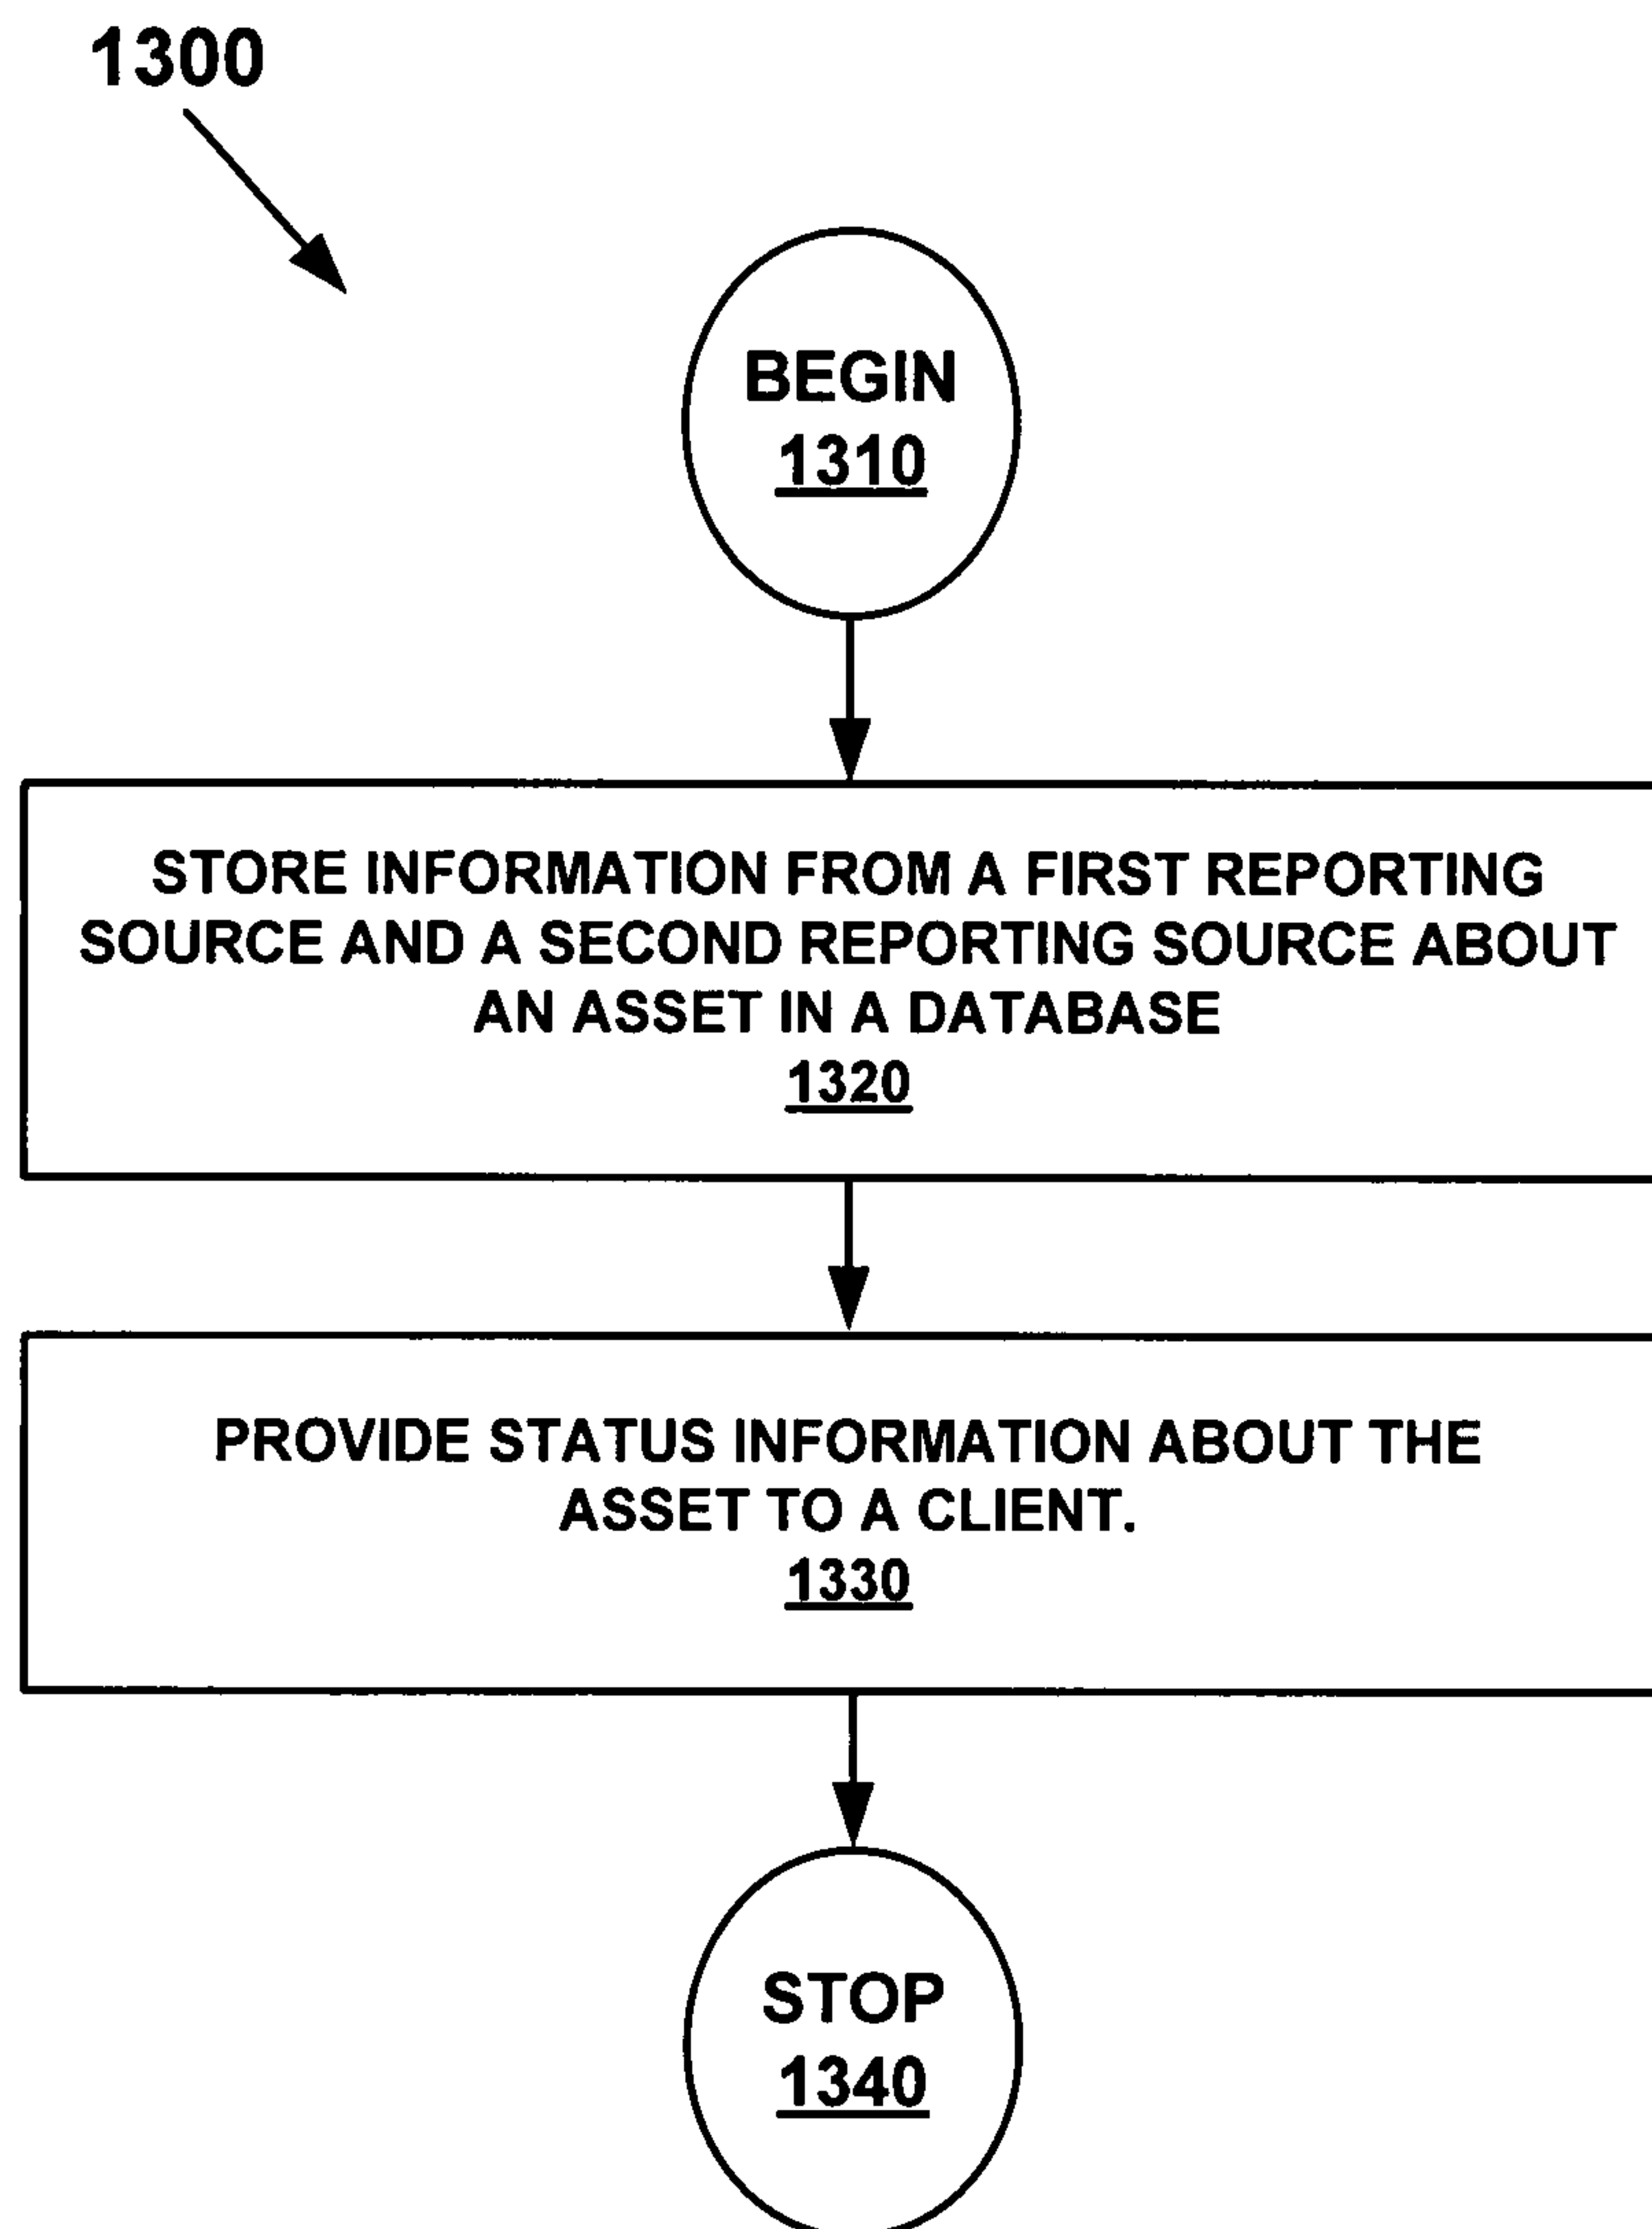 1300
BEGIN
1310
STORE INFORMATION FROM A FIRST REPORTING
SOURCE AND A SECOND REPORTING SOURCE ABOUT
AN ASSET IN A DATABASE
1320
PROVIDE STATUS INFORMATION ABOUT THE
ASSET TO A CLIENT.
1330
STOP
1340